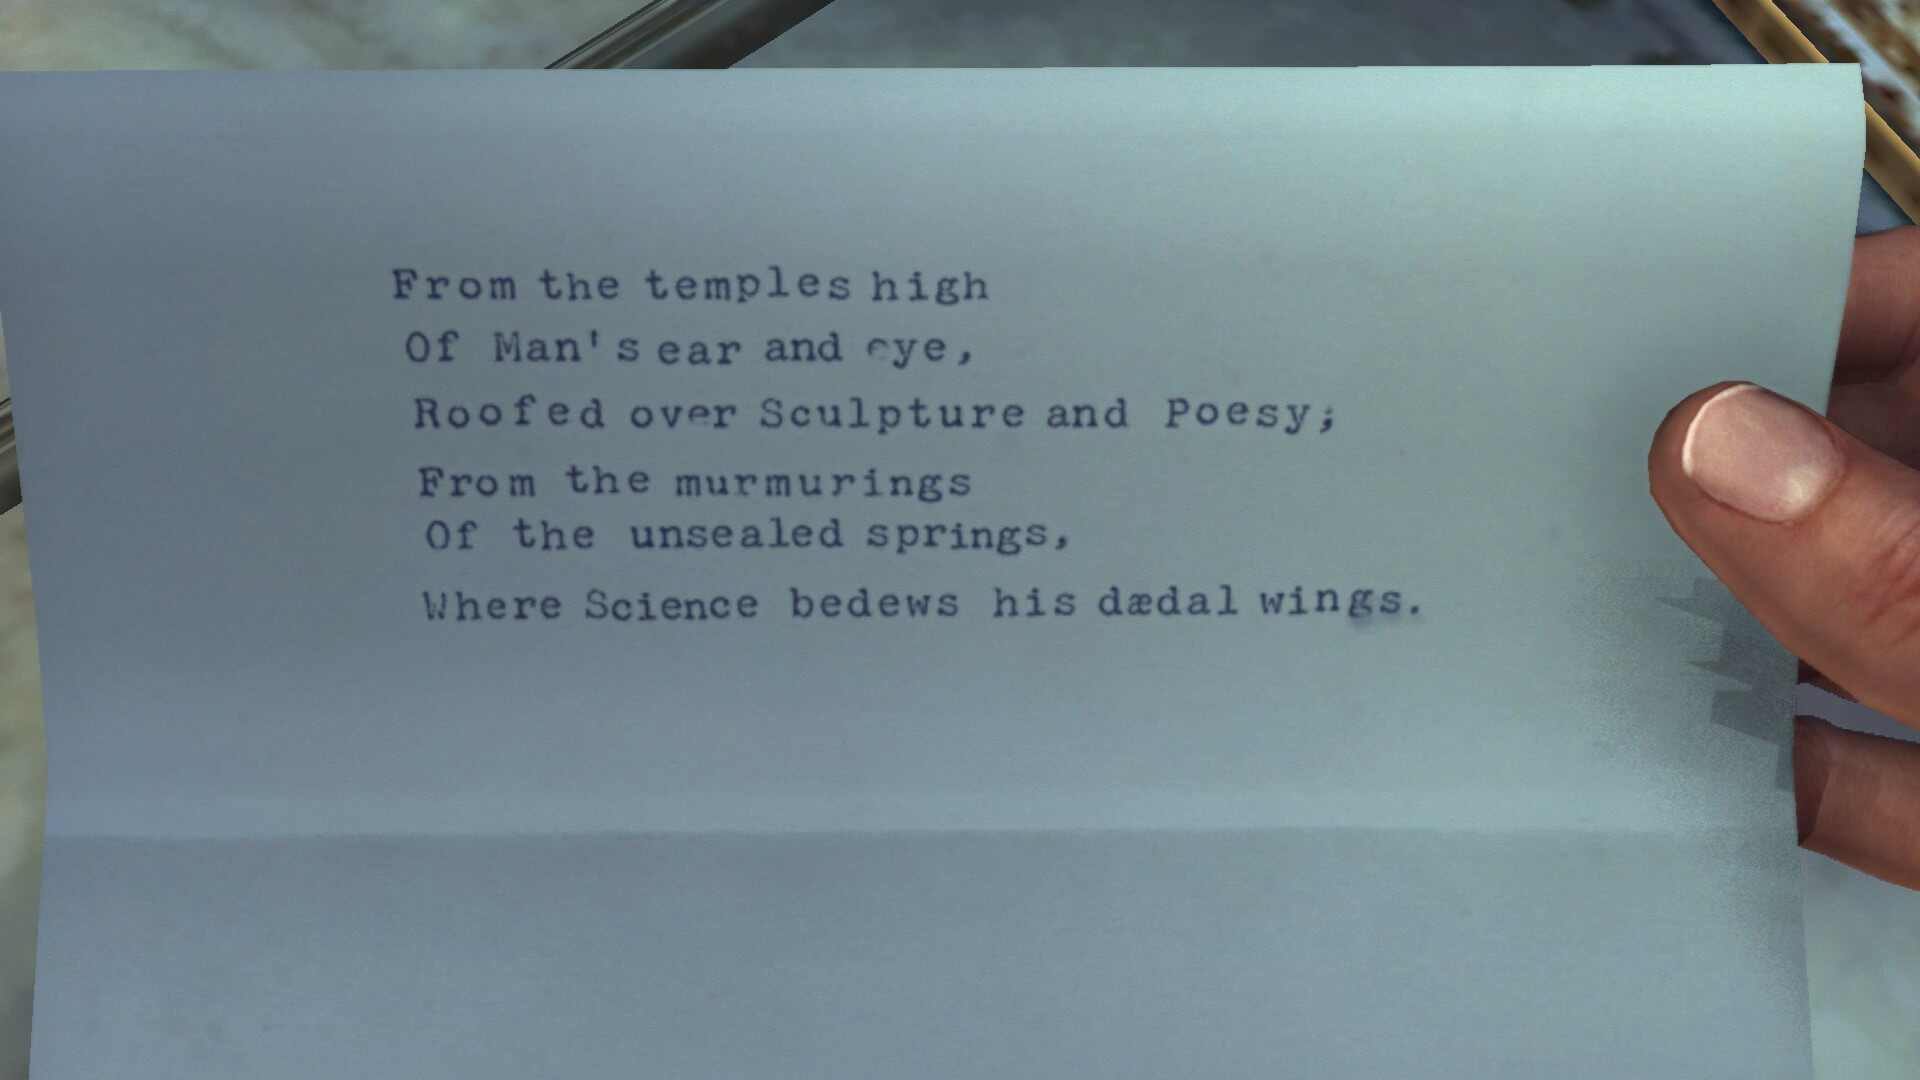 From the temples high
Of Man's ear and eye,
Roofed over Sculpture and Poesy;
From the murmurings
Of the unsealed springs,
Where Science bedews his dædal wings.